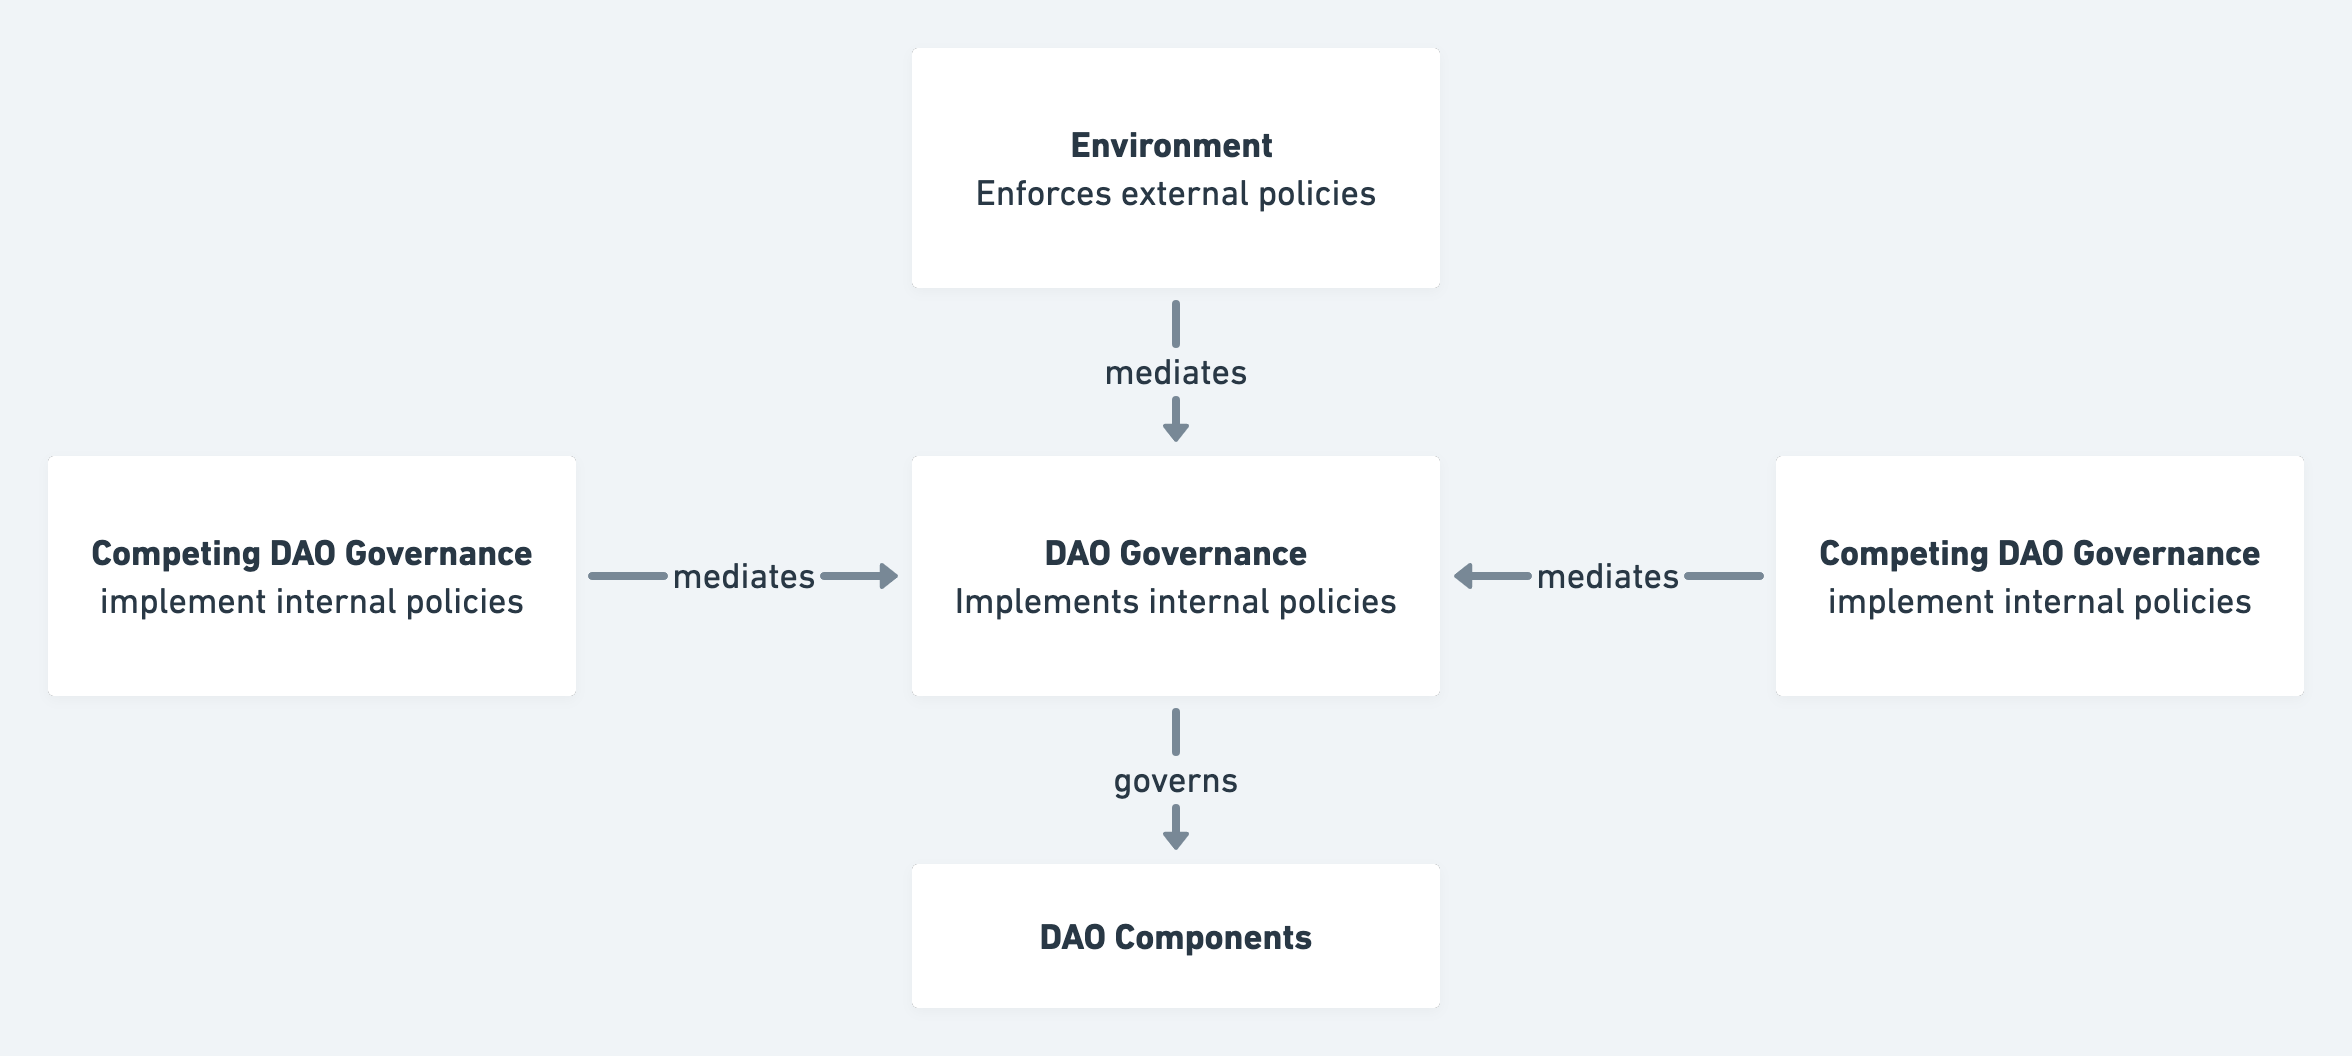 Environment
Enforces external policies
mediates
Competing DAO Governance
implement internal policies
mediates
DAO Governance
Implements internal policies
mediates
Competing DAO Governance
implement internal policies
governs
DAO Components